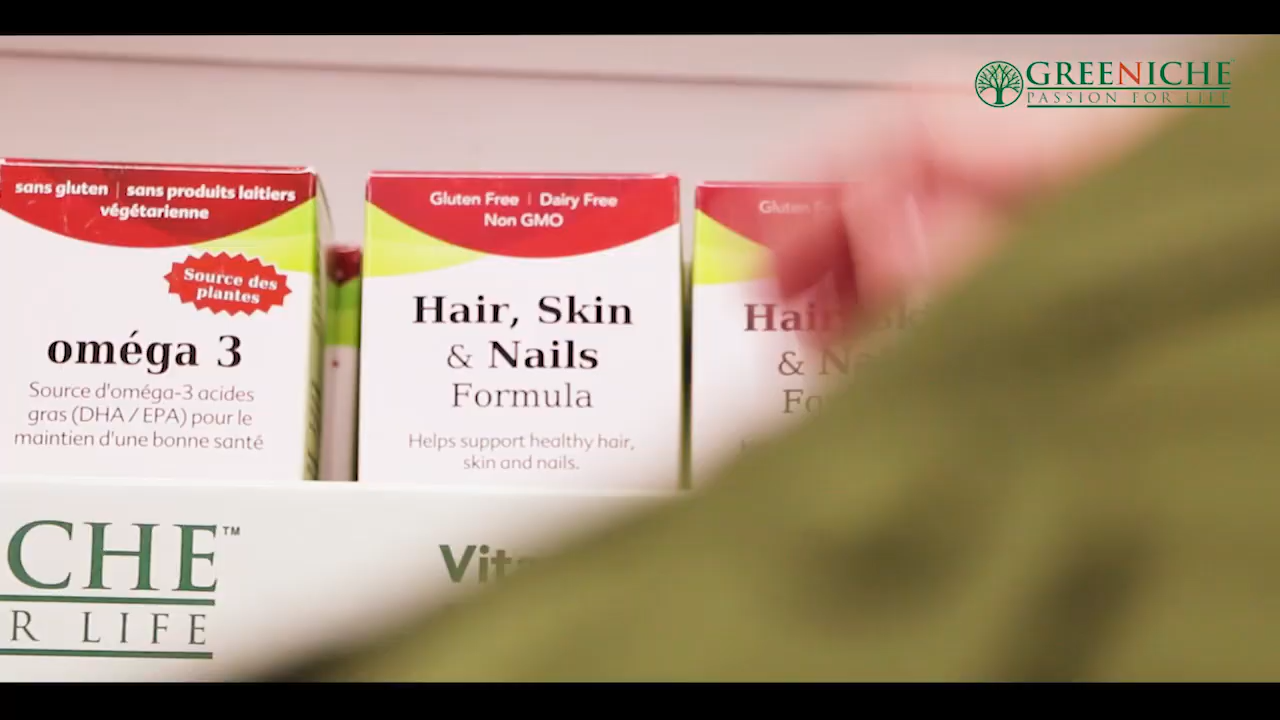 GREENICHE
PASSION FOR LIFE
sans gluten | sans produits laitiers
végétarienne
Source des
plantes
oméga 3
Source d'oméga-3 acides
gras (DHA / EPA) pour le
maintien d'une bonne santé
Gluten Free | Dairy Free
Non GMO
Hair, Skin
& Nails
Formula
Helps support healthy hair,
skin and nails.
Gluten
Hair
&
CHE™
R LIFE